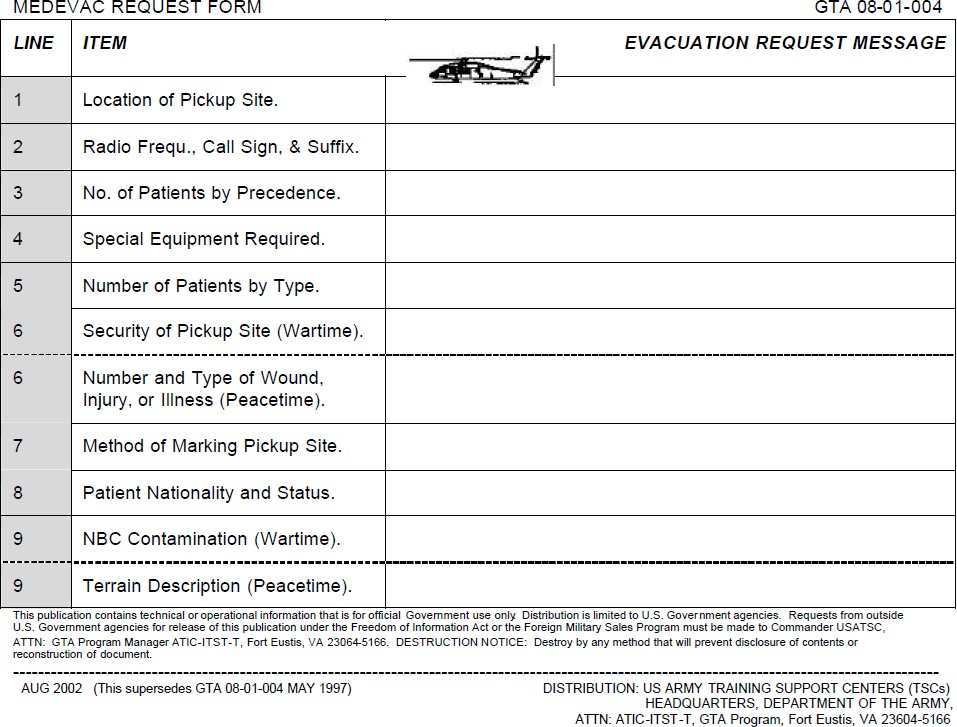 MEDEVAC REQUEST FORM GTA 08-01-004
LINE ITEM EVACUATION REQUEST MESSAGE
1 Location of Pickup Site.
2 Radio Frequ., Call Sign, & Suffix.
3 No. of Patients by Precedence.
4 Special Equipment Required.
5 Number of Patients by Type.
6 Security of Pickup Site (Wartime).
6 Number and Type of Wound,
Injury, or Illness (Peacetime).
7 Method of Marking Pickup Site.
8 Patient Nationality and Status.
9 NBC Contamination (Wartime).
9 Terrain Description (Peacetime).
This publication contains technical or operational information that is for official Government use only. Distribution is limited to U.S. Government agencies. Requests from outside
U.S. Government agencies for release of this publication under the Freedom of Information Act or the Foreign Military Sales Program must be made to Commander USATSC,
ATTN: GTA Program Manager ATIC-ITST-T, Fort Eustis, VA 23064-5166. DESTRUCTION NOTICE: Destroy by any method that will prevent disclosure of contents or
reconstruction of document.
AUG 2002 (This supersedes GTA 08-01-004 MAY 1997) DISTRIBUTION: US ARMY TRAINING SUPPORT CENTERS (TSCs)
HEADQUARTERS, DEPARTMENT OF THE ARMY,
ATTN: ATIC-ITST-T, GTA Program, Fort Eustis, VA 23604-5166